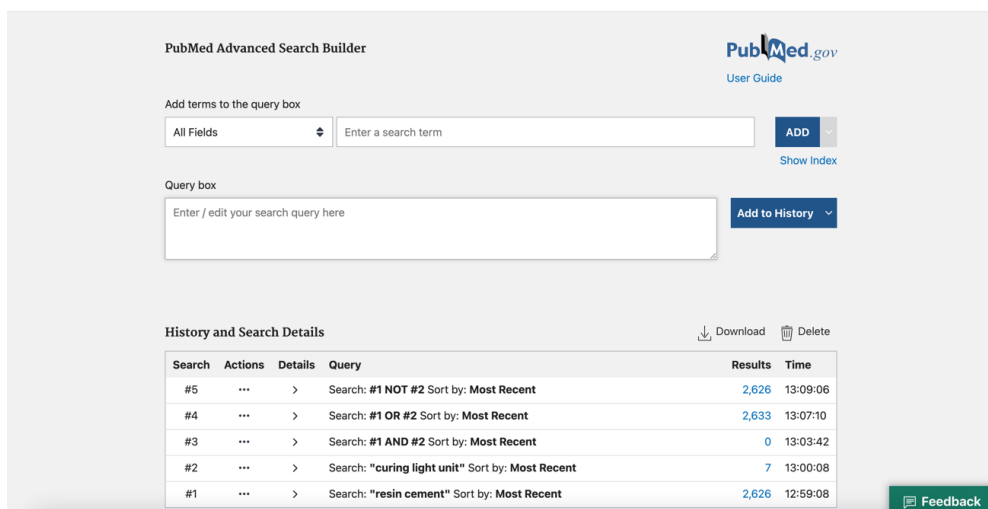 PubMed Advanced Search Builder
PubMed.gov
User Guide
Add terms to the query box
All Fields Enter a search term ADD
Show Index
Query box
Enter / edit your search query here Add to History
History and Search Details Download Delete
Search Actions Details Query Results Time
#5 ... > Search: #1 NOT #2 Sort by: Most Recent 2,626 13:09:06
#4 ... > Search: #1 OR #2 Sort by: Most Recent 2,633 13:07:10
#3 ... > Search: #1 AND #2 Sort by: Most Recent 0 13:03:42
#2 ... > Search: "curing light unit" Sort by: Most Recent 7 13:00:08
#1 ... > Search: "resin cement" Sort by: Most Recent 2,626 12:59:08
Feedback